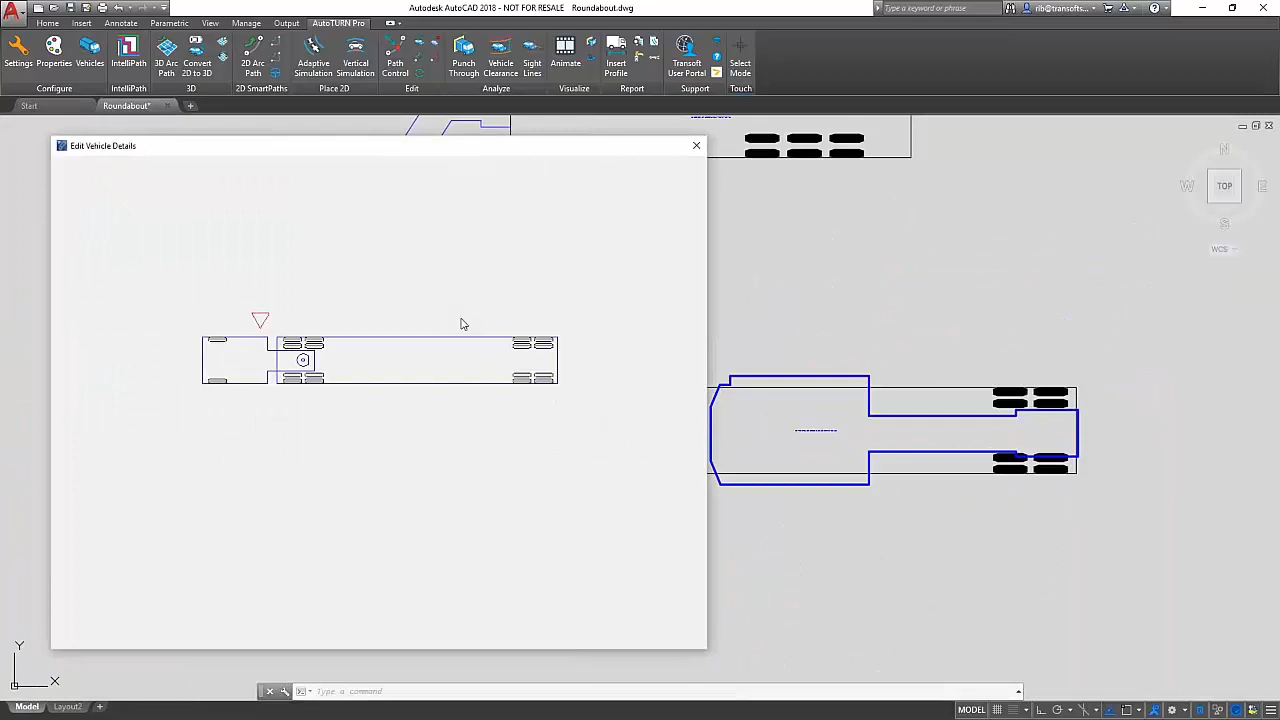 Autodesk AutoCAD 2018 - NOT FOR RESALE Roundabout.dwg
Type a keyword or phrase
rib@transofts...
Home Insert Annotate Parametric View Manage Output AutoTURN Pro
Settings Properties Vehicles IntelliPath 3D Arc Path Convert 2D to 3D 2D Arc Path Adaptive Simulation Vertical Simulation Path Control Punch Through Vehicle Clearance Sight Lines Animate Insert Profile Transoft User Portal Select Mode
Configure IntelliPath 3D 2D SmartPaths Place 2D Edit Analyze Visualize Report Support Touch
Start Roundabout*
Edit Vehicle Details
N
W TOP E
S
WCS
Y
X
Type a command
Model Layout2
MODEL